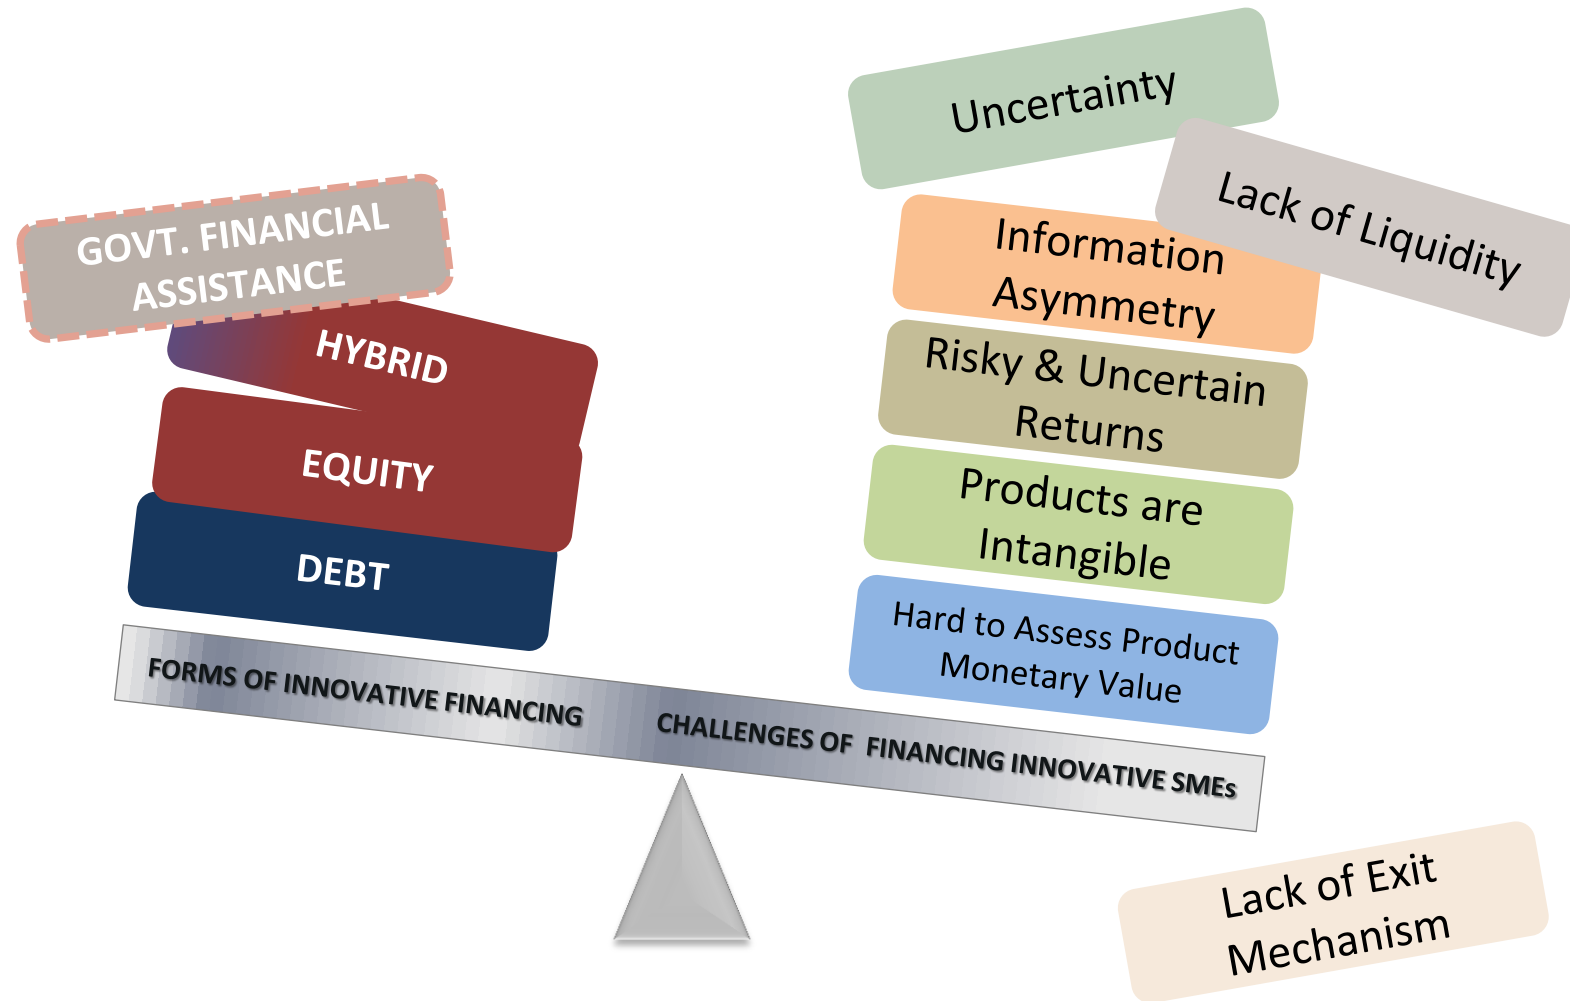 GOVT. FINANCIAL
ASSISTANCE
HYBRID
EQUITY
DEBT
FORMS OF INNOVATIVE FINANCING
Uncertainty
Lack of Liquidity
Information
Asymmetry
Risky & Uncertain
Returns
Products are
Intangible
Hard to Assess Product
Monetary Value
CHALLENGES OF  FINANCING INNOVATIVE SMEs
Lack of Exit
Mechanism